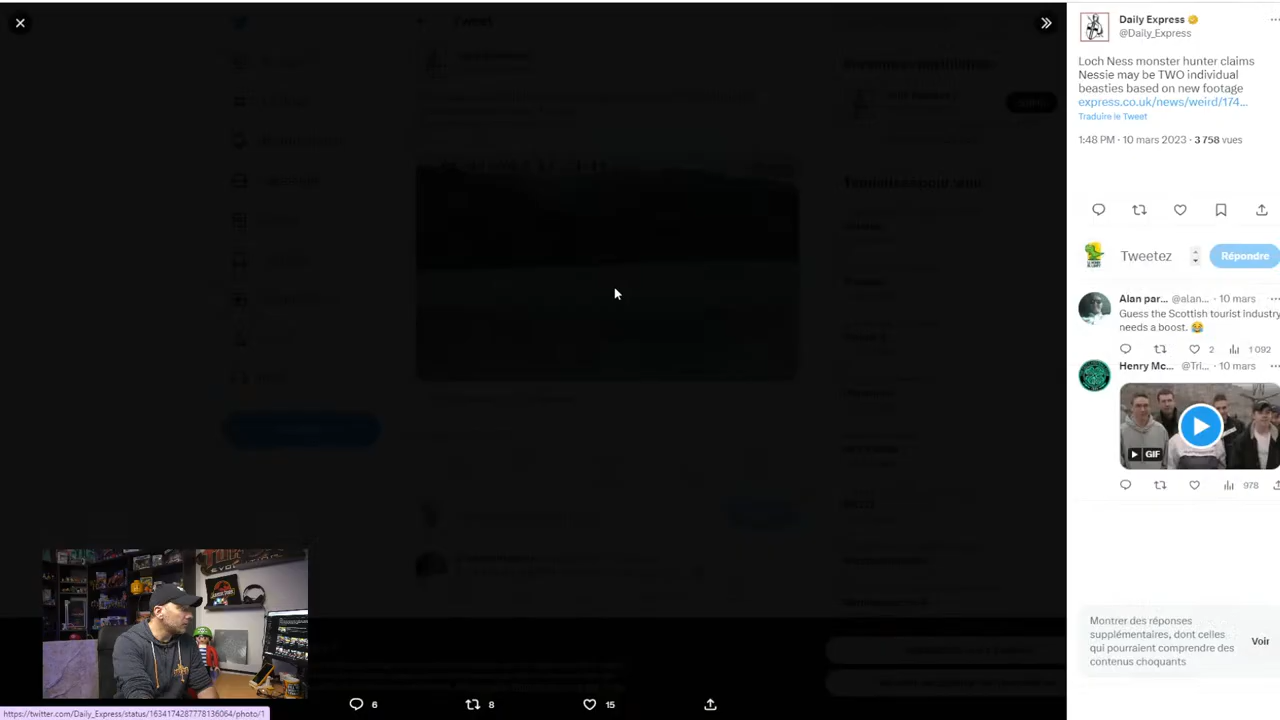 Daily Express
@Daily_Express
Loch Ness monster hunter claims
Nessie may be TWO individual
beasties based on new footage
express.co.uk/news/weird/174...
Traduire le Tweet
1:48 PM · 10 mars 2023 · 3 758 vues
Tweetez
Répondre
Alan par... @alan... · 10 mars
Guess the Scottish tourist industry
needs a boost.
2 1 092
Henry Mc... @Tri... · 10 mars
GIF
978
Montrer des réponses
supplémentaires, dont celles
qui pourraient comprendre des
contenus choquants
Voir
6 8 15
https://twitter.com/Daily_Express/status/1634174287778136064/photo/1